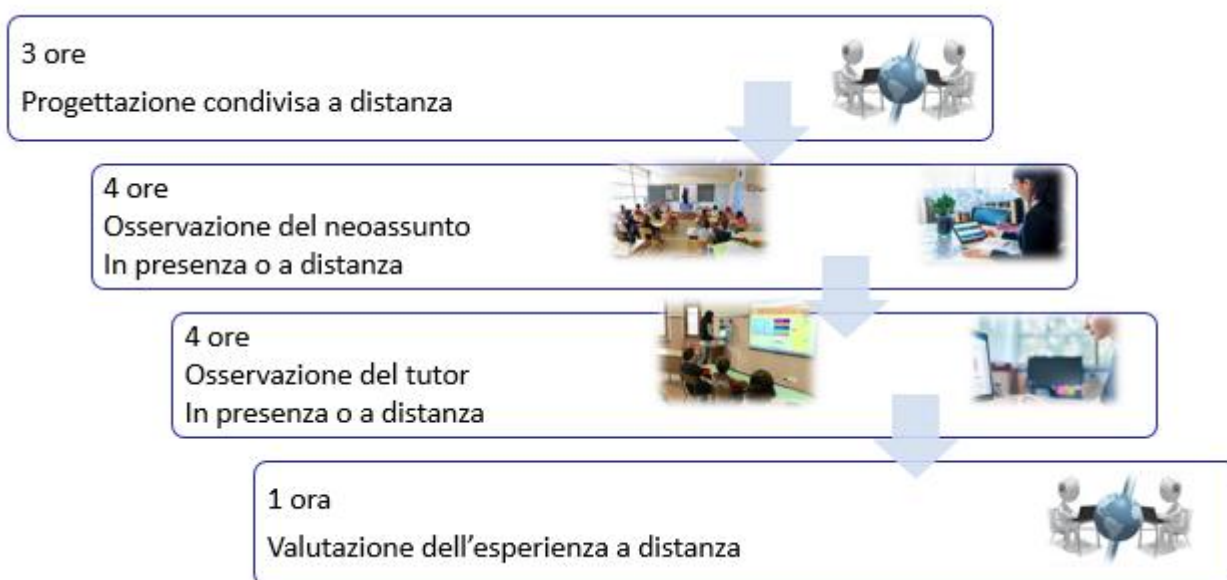 3 ore
Progettazione condivisa a distanza
4 ore
Osservazione del neoassunto
In presenza o a distanza
4 ore
Osservazione del tutor
In presenza o a distanza
1 ora
Valutazione dell’esperienza a distanza